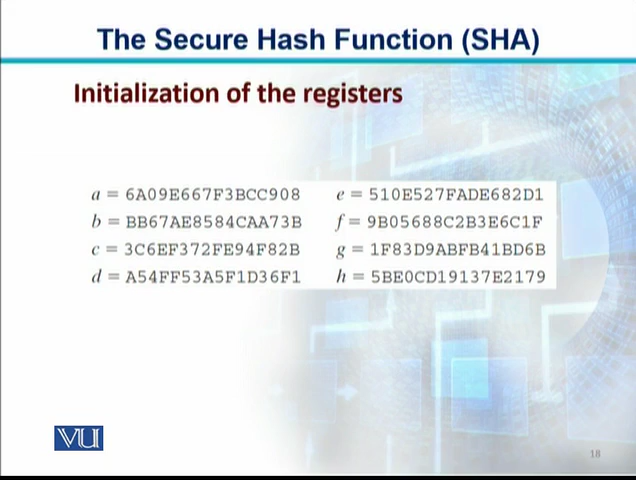 The Secure Hash Function (SHA)
Initialization of the registers
a = 6A09E667F3BCC908
b = BB67AE8584CAA73B
c = 3C6EF372FE94F82B
d = A54FF53A5F1D36F1
e = 510E527FADE682D1
f = 9B05688C2B3E6C1F
g = 1F83D9ABFB41BD6B
h = 5BE0CD19137E2179
VU
18